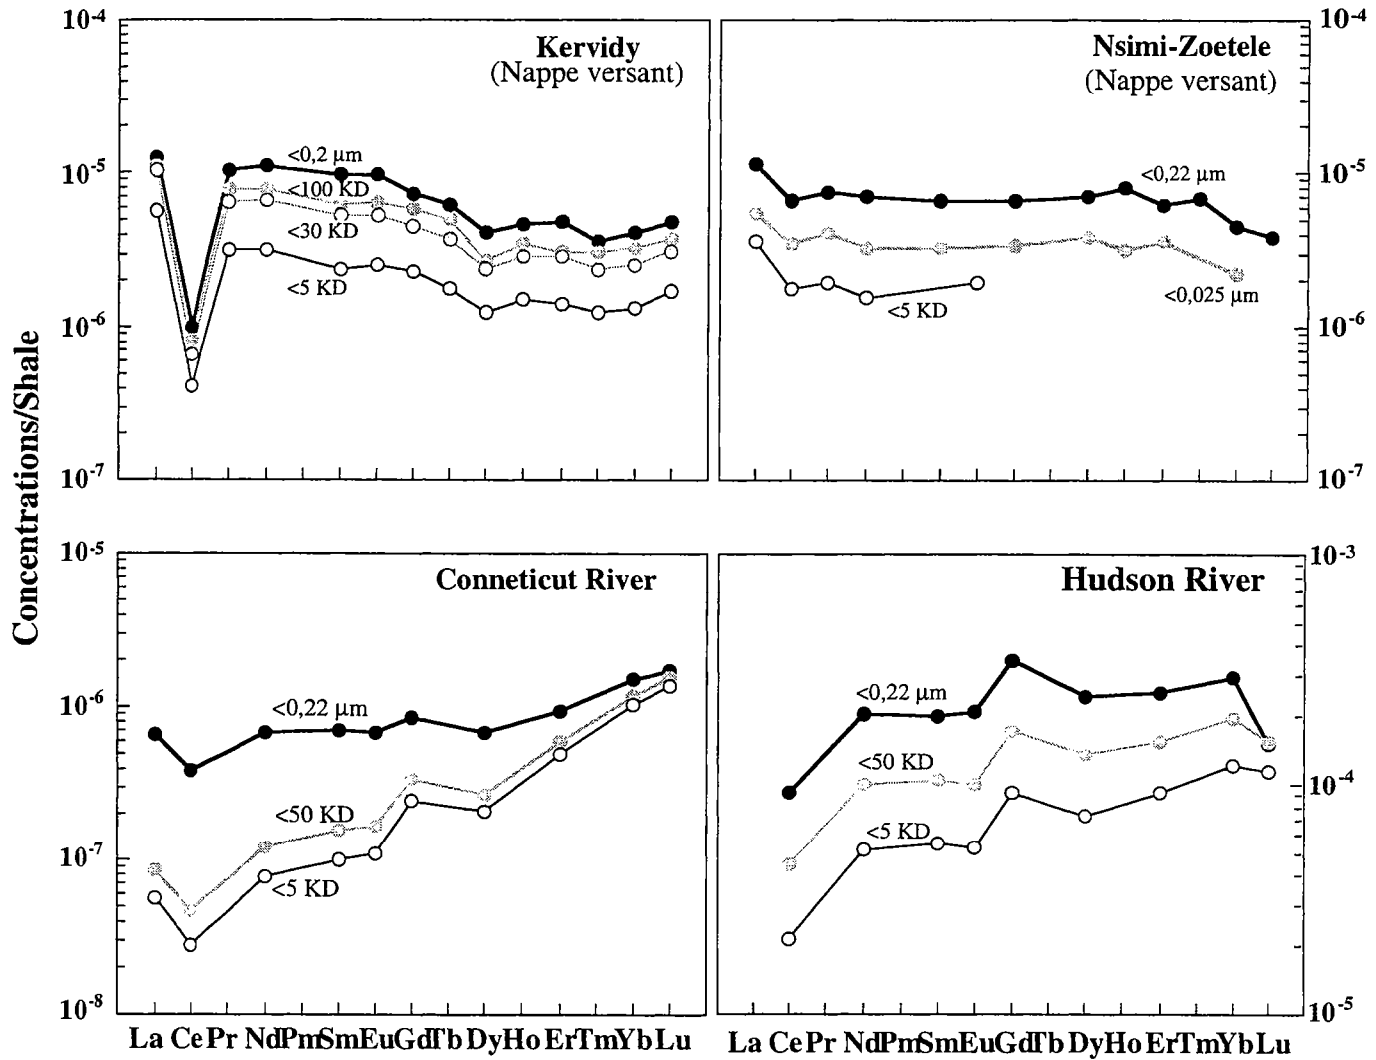 Concentrations/Shale
10-4
10-5
10-6
10-7
Kervidy
(Nappe versant)
<0,2 µm
<100 KD
<30 KD
<5 KD
Nsimi-Zoetele
(Nappe versant)
<0,22 µm
<0,025 µm
<5 KD
10-4
10-5
10-6
10-7
10-5
10-6
10-7
10-8
Conneticut River
<0,22 µm
<50 KD
<5 KD
La Ce Pr Nd Pm Sm Eu Gd Tb Dy Ho Er Tm Yb Lu
Hudson River
<0,22 µm
<50 KD
<5 KD
10-3
10-4
10-5
La Ce Pr Nd Pm Sm Eu Gd Tb Dy Ho Er Tm Yb Lu